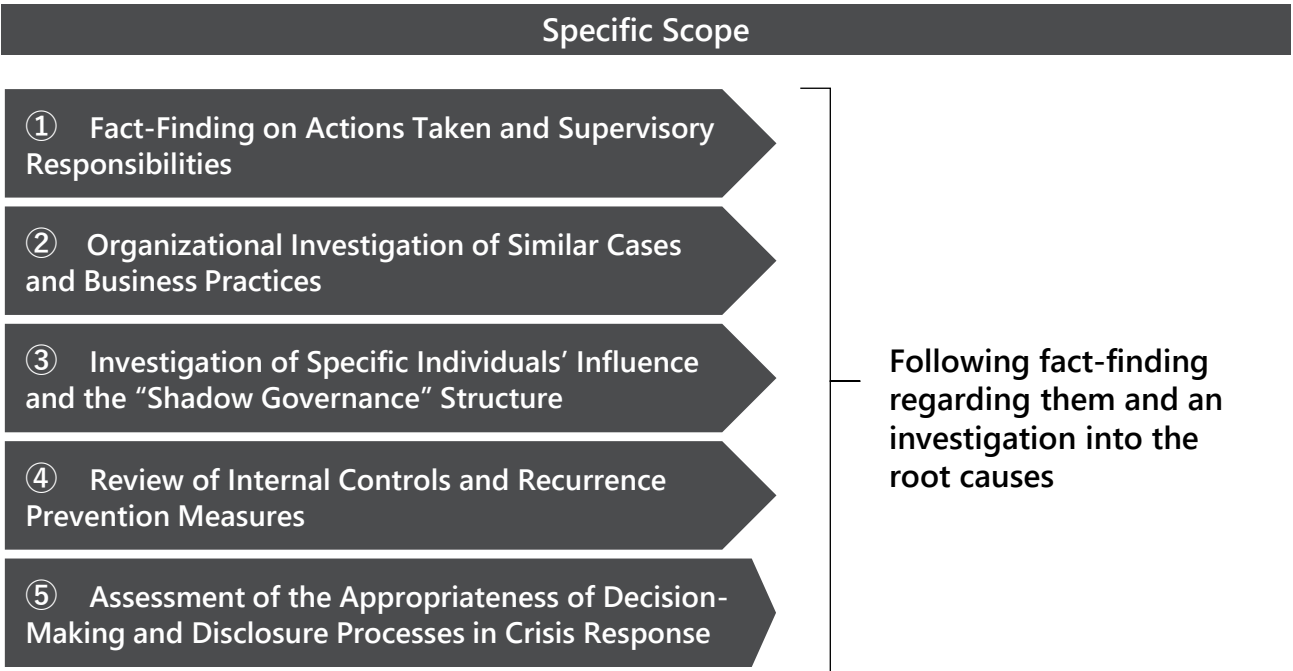 Specific Scope
① Fact-Finding on Actions Taken and Supervisory
Responsibilities
② Organizational Investigation of Similar Cases
and Business Practices
③ Investigation of Specific Individuals’ Influence
and the “Shadow Governance” Structure
④ Review of Internal Controls and Recurrence
Prevention Measures
⑤ Assessment of the Appropriateness of Decision-
Making and Disclosure Processes in Crisis Response
Following fact-finding
regarding them and an
investigation into the
root causes